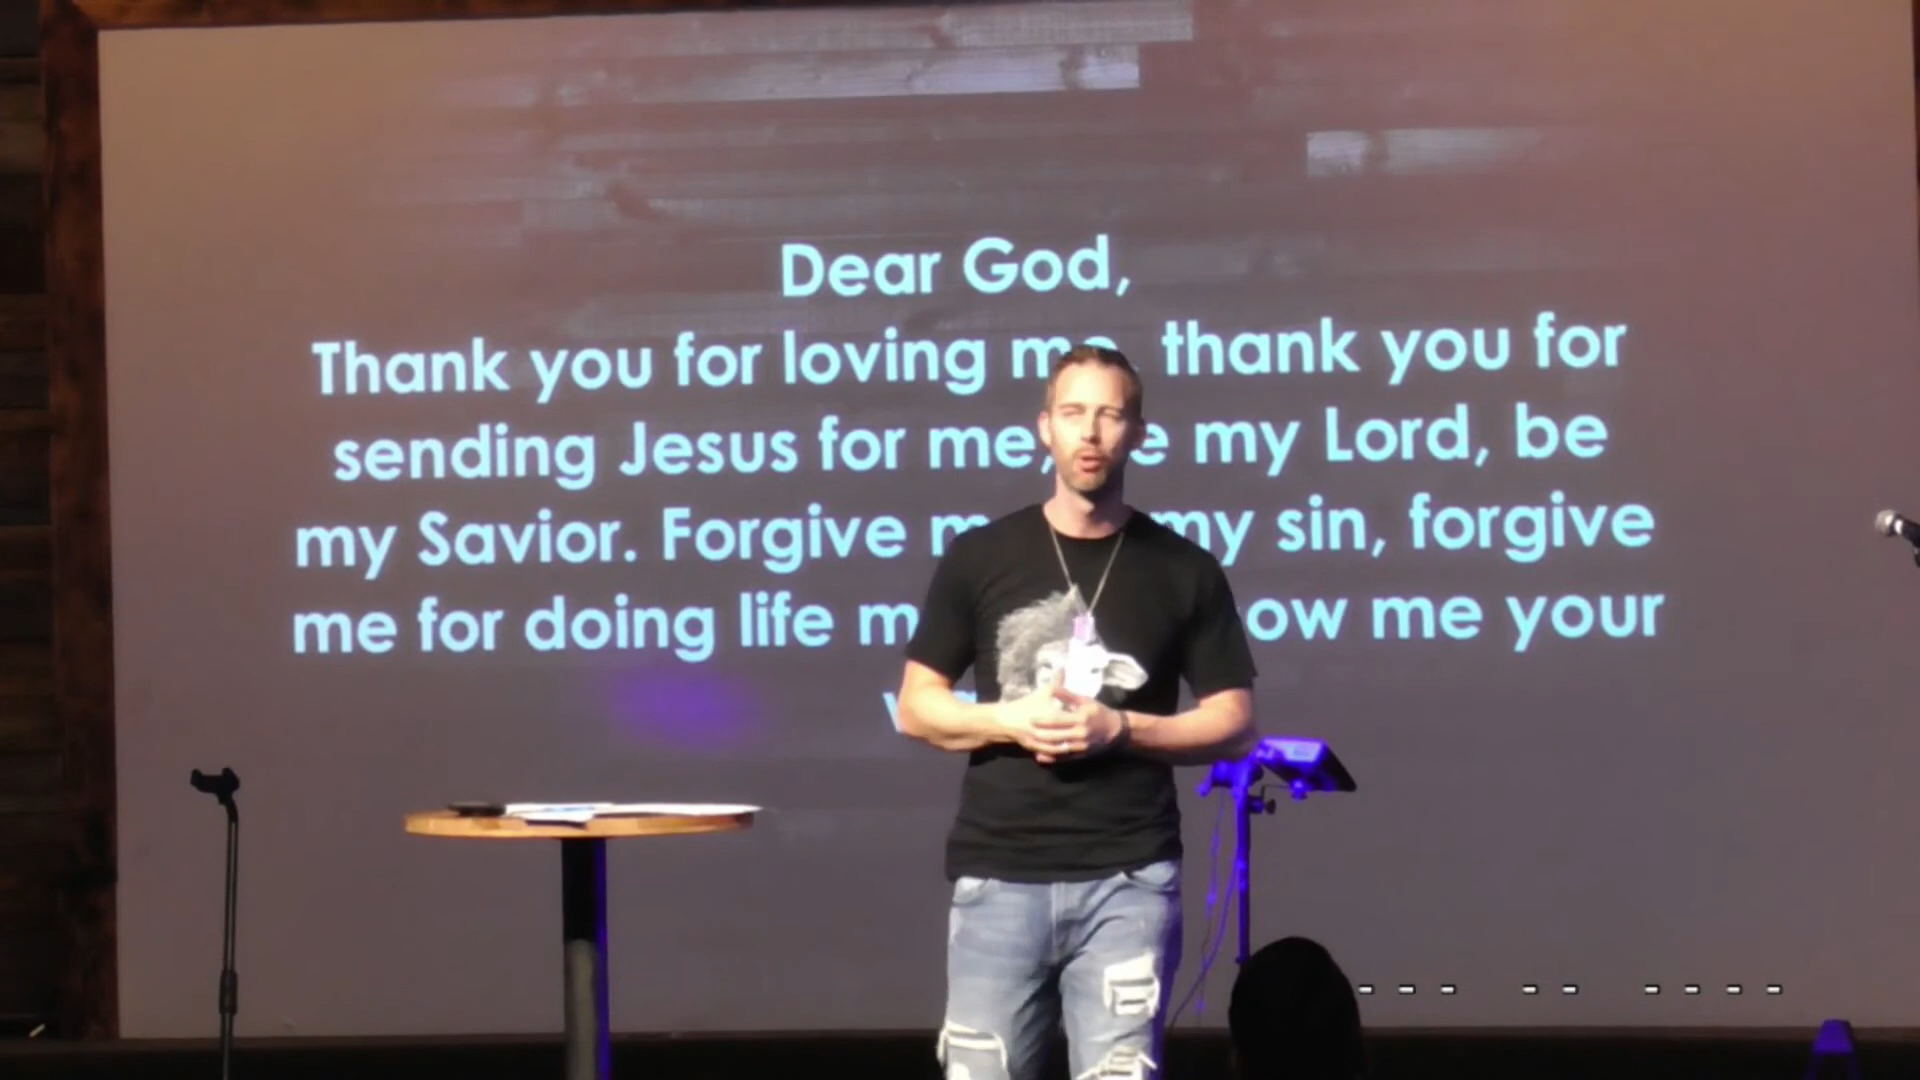 Dear God,
Thank you for loving me, thank you for
sending Jesus for me, my Lord, be
my Savior. Forgive my sin, forgive
me for doing life me your